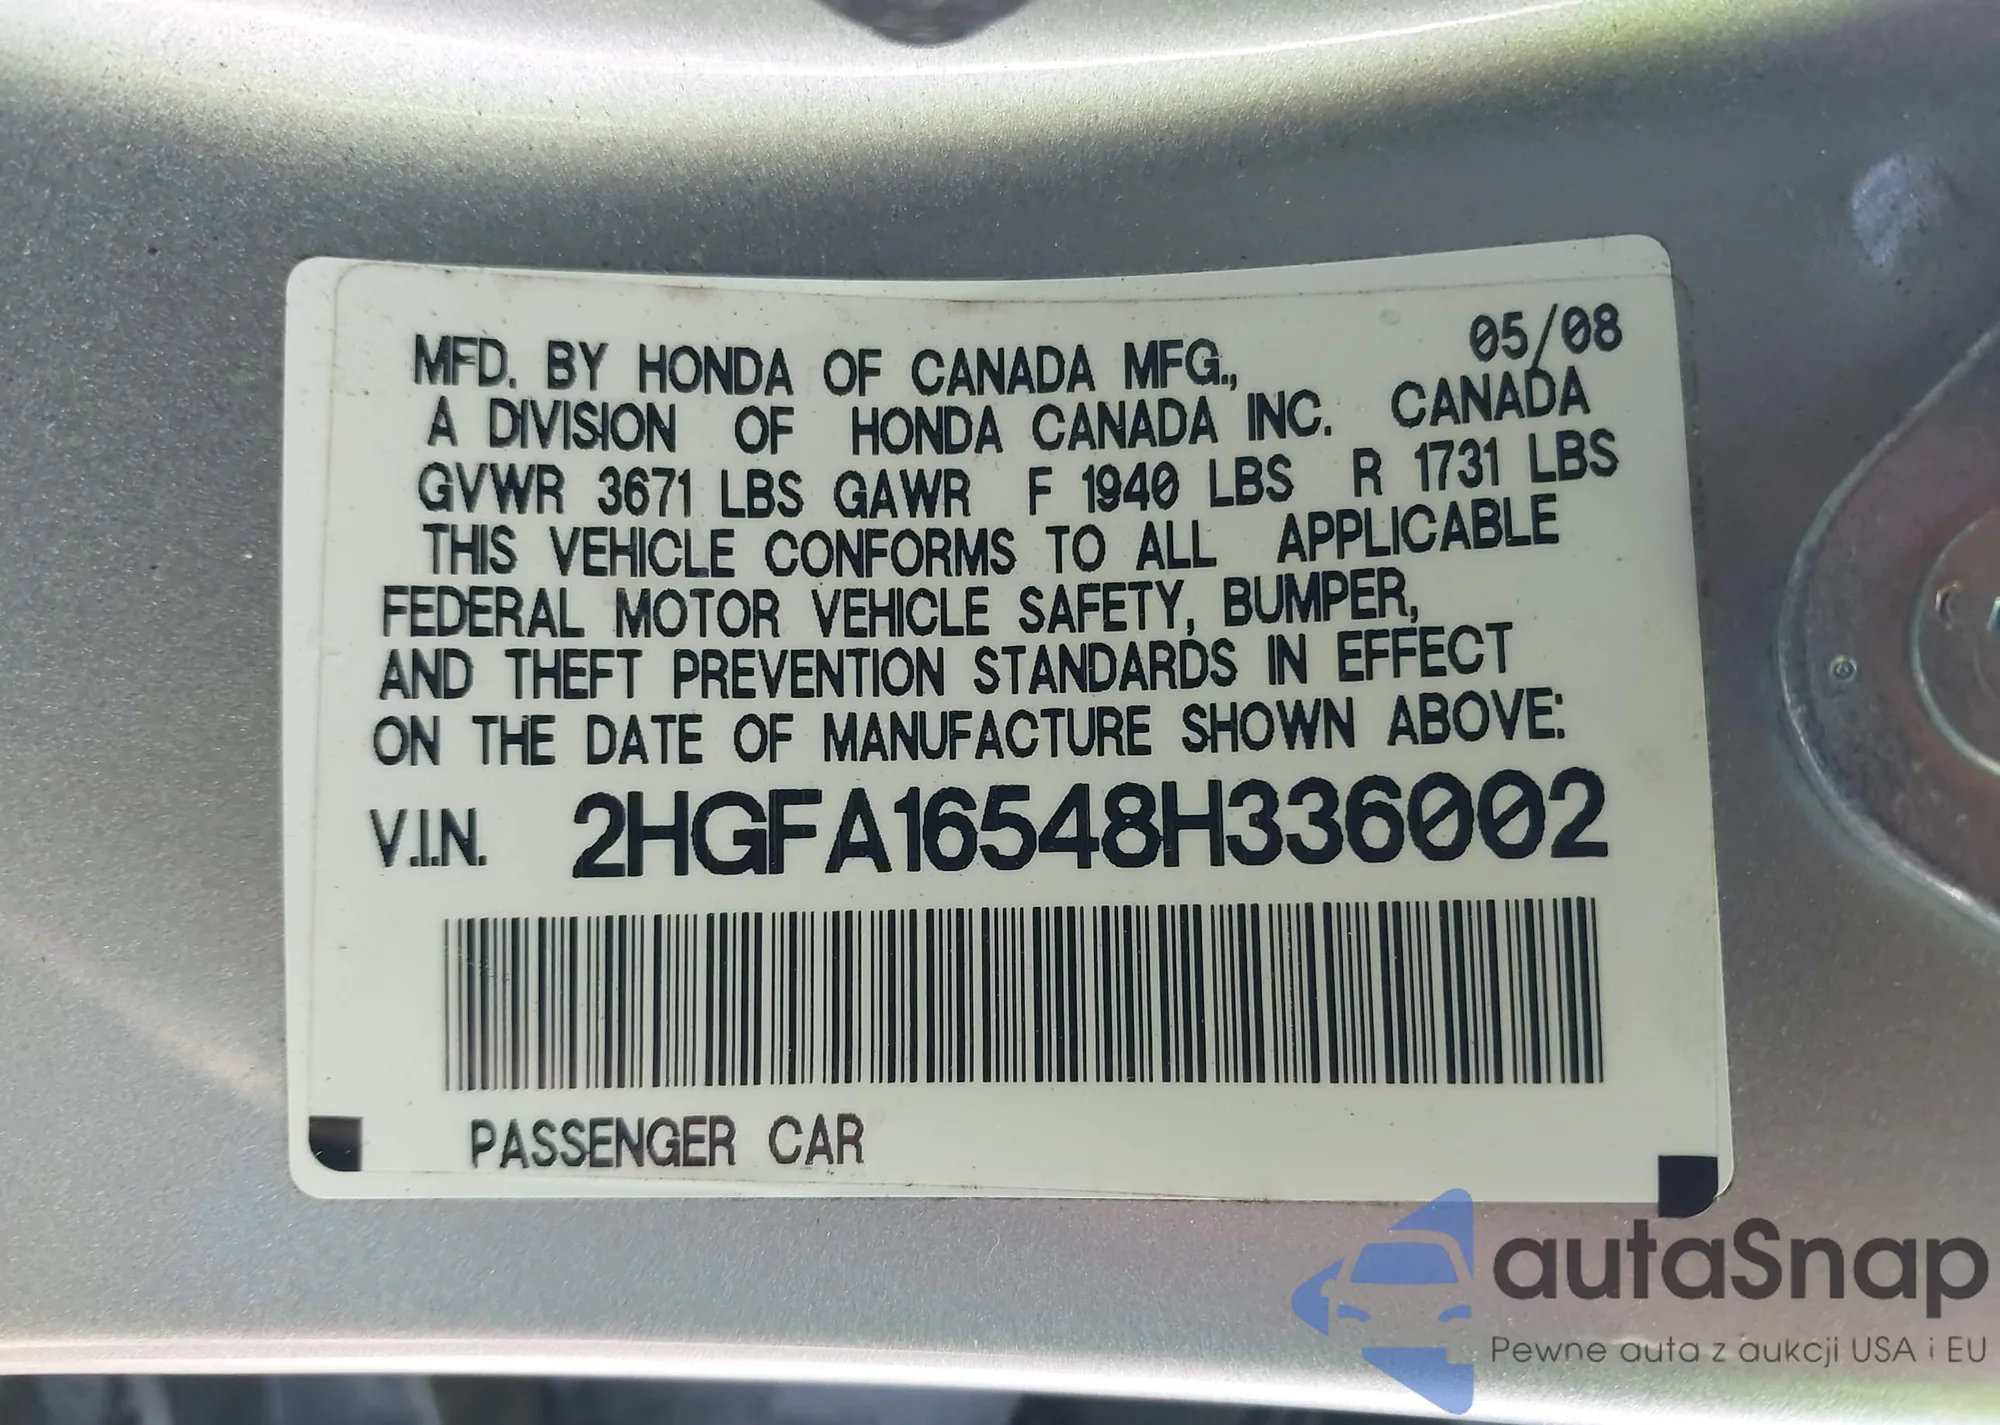 05/08
MFD. BY HONDA OF CANADA MFG.,
A DIVISION OF HONDA CANADA INC. CANADA
GVWR 3671 LBS GAWR F 1940 LBS R 1731 LBS
THIS VEHICLE CONFORMS TO ALL APPLICABLE
FEDERAL MOTOR VEHICLE SAFETY, BUMPER,
AND THEFT PREVENTION STANDARDS IN EFFECT
ON THE DATE OF MANUFACTURE SHOWN ABOVE:
V.I.N. 2HGFA16548H336002
PASSENGER CAR
autaSnap
Pewne auta z aukcji USA i EU